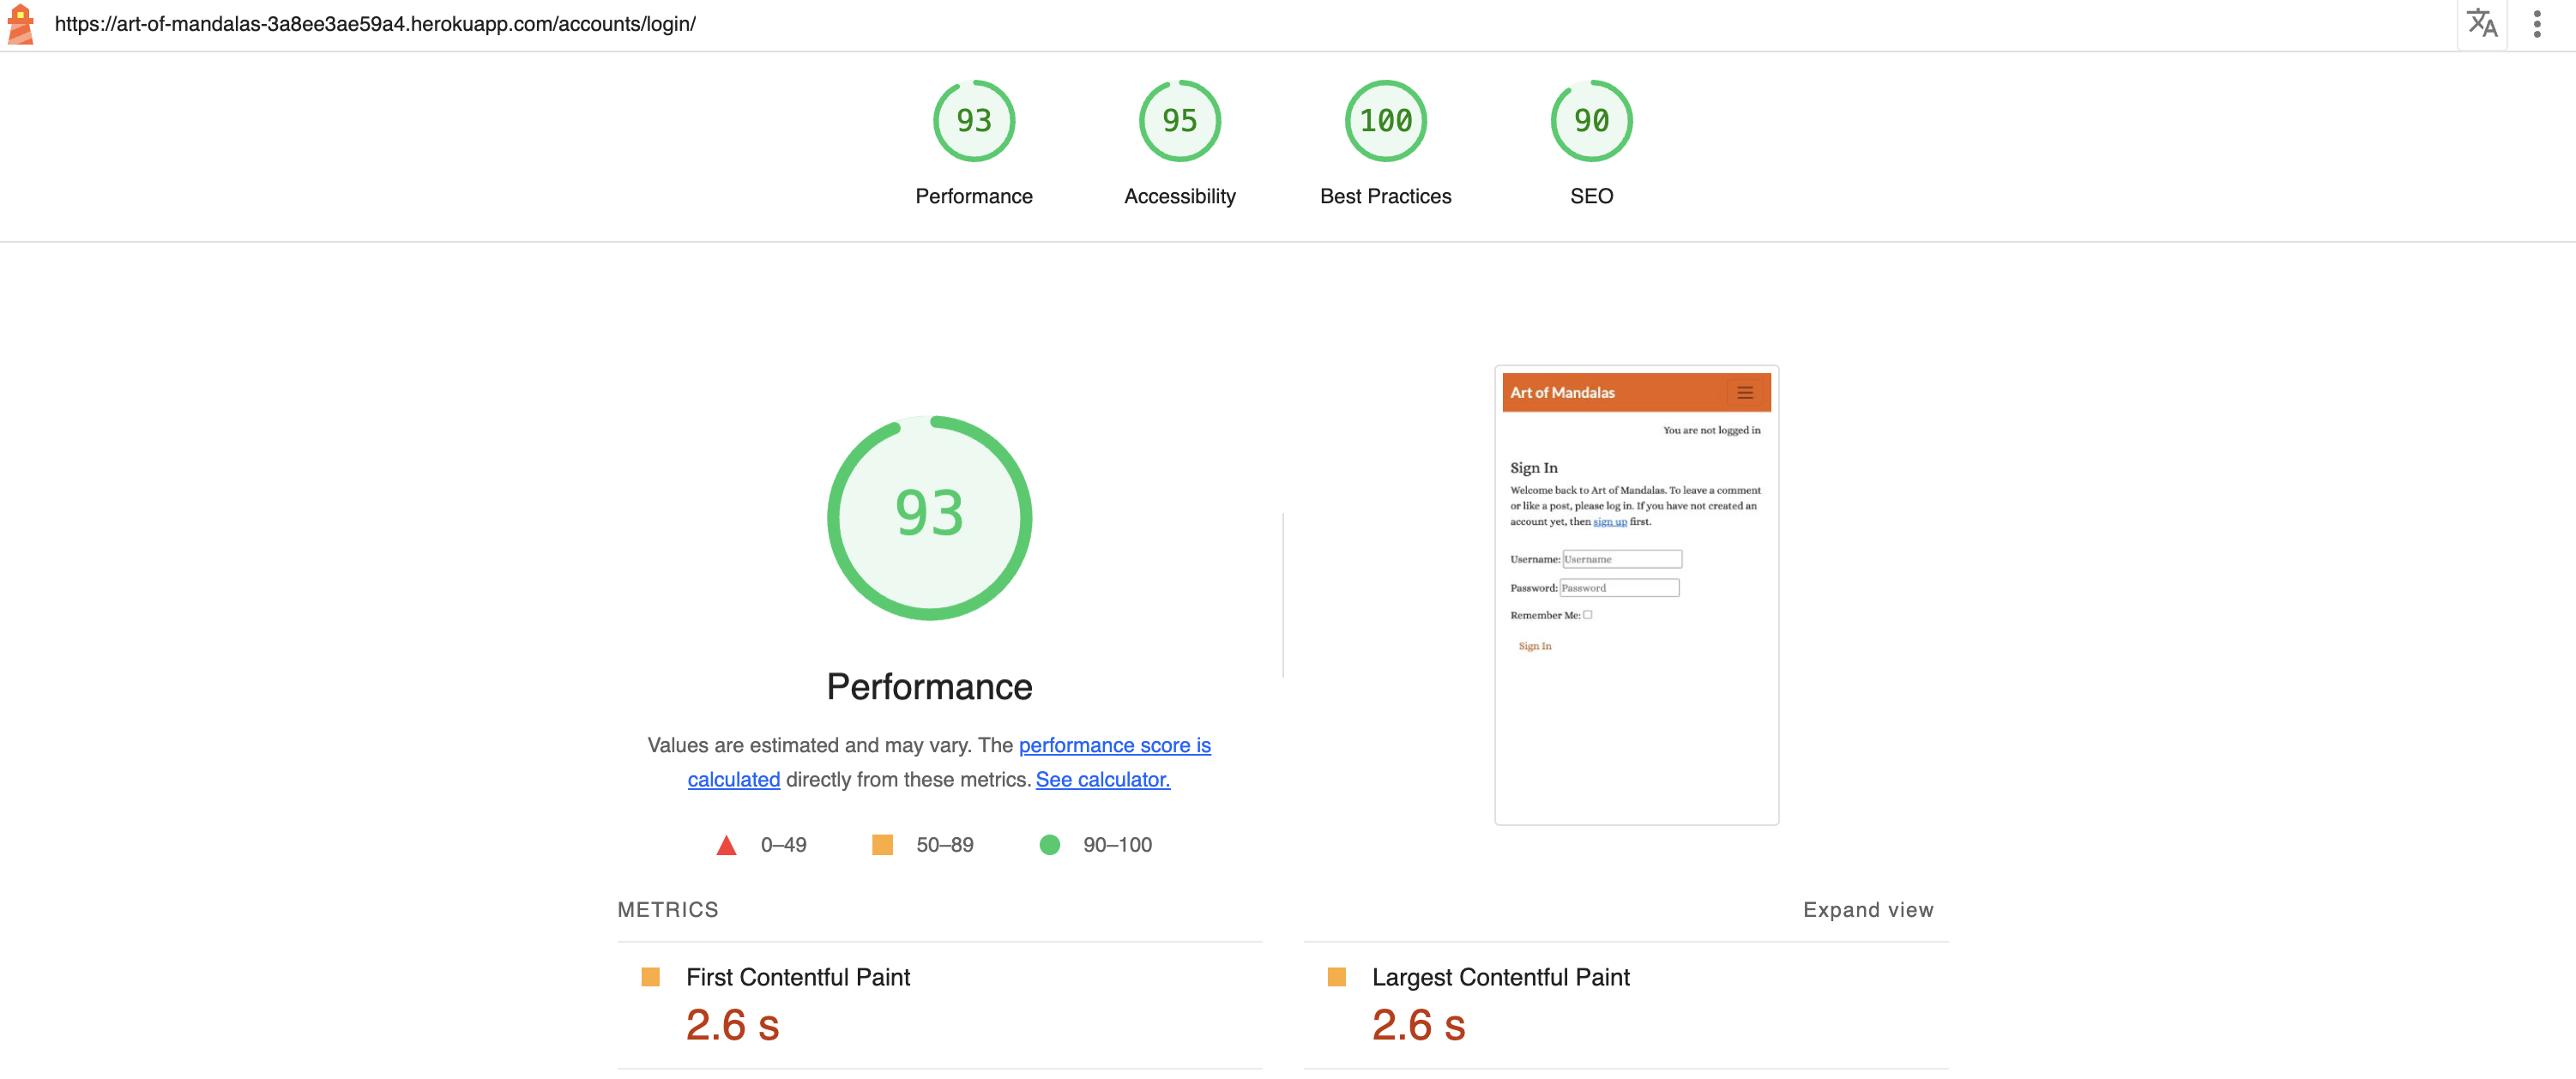 https://art-of-mandalas-3a8ee3ae59a4.herokuapp.com/accounts/login/
93
95
100
90
Performance
Accessibility
Best Practices
SEO
93
Performance
Values are estimated and may vary. The performance score is
calculated directly from these metrics. See calculator.
0–49
50–89
90–100
Art of Mandalas
You are not logged in
Sign In
Welcome back to Art of Mandalas. To leave a comment
or like a post, please log in. If you have not created an
account yet, then sign up first.
Username: Username
Password: Password
Remember Me:
Sign In
METRICS
Expand view
First Contentful Paint
2.6 s
Largest Contentful Paint
2.6 s